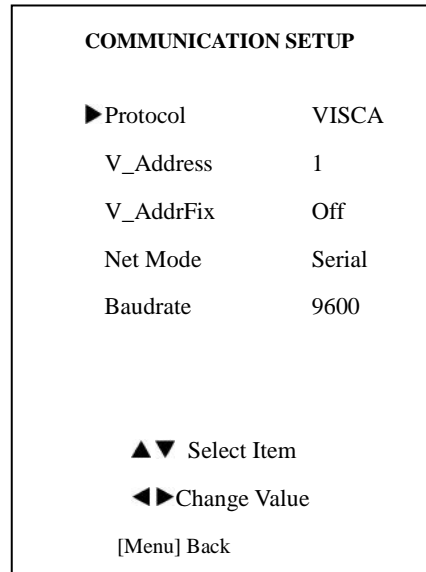 COMMUNICATION SETUP
▶Protocol VISCA
V_Address 1
V_AddrFix Off
Net Mode Serial
Baudrate 9600
▲▼ Select Item
◀▶Change Value
[Menu] Back